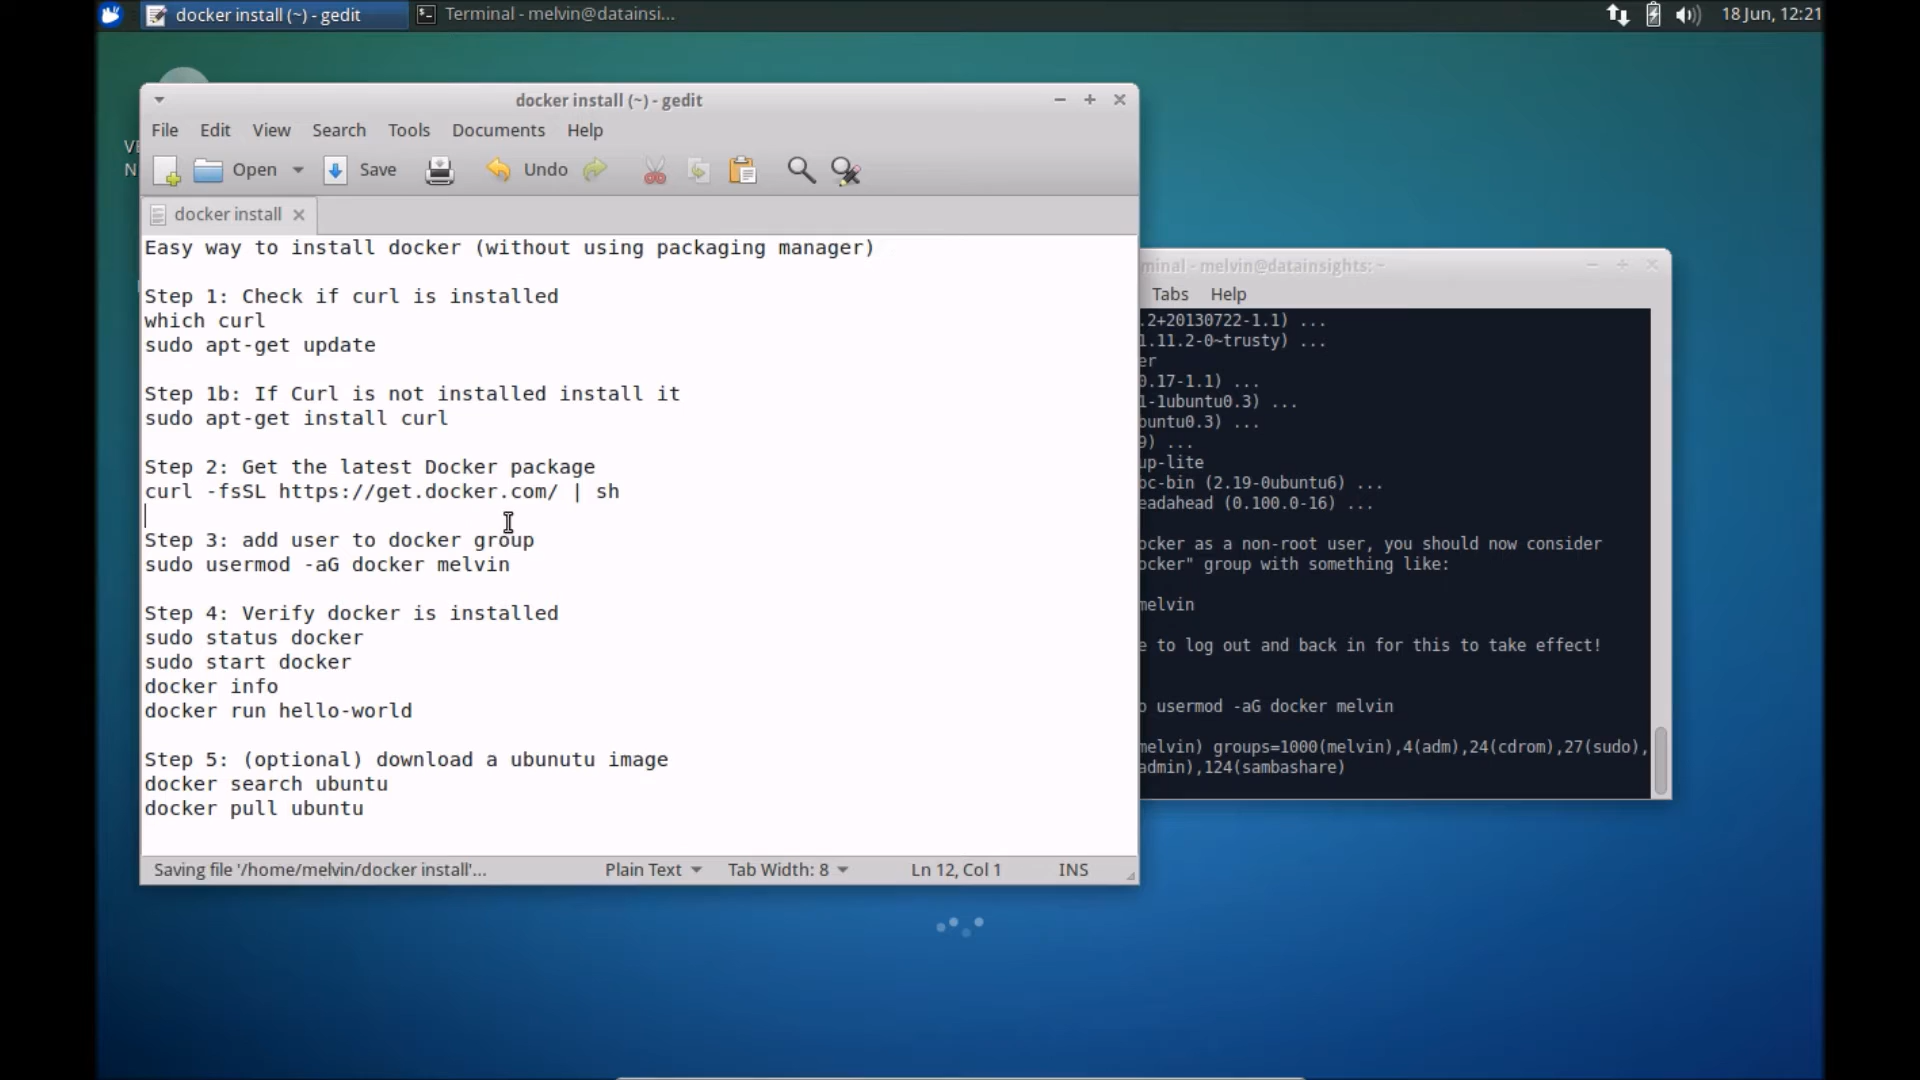 docker install (~) - gedit
Terminal - melvin@datainsi...
18 Jun, 12:21
docker install (~) - gedit
File Edit View Search Tools Documents Help
Open Save Undo
docker install
Easy way to install docker (without using packaging manager)
Step 1: Check if curl is installed
which curl
sudo apt-get update
Step 1b: If Curl is not installed install it
sudo apt-get install curl
Step 2: Get the latest Docker package
curl -fsSL https://get.docker.com/ | sh
Step 3: add user to docker group
sudo usermod -aG docker melvin
Step 4: Verify docker is installed
sudo status docker
sudo start docker
docker info
docker run hello-world
Step 5: (optional) download a ubunutu image
docker search ubuntu
docker pull ubuntu
Saving file '/home/melvin/docker install'...
Plain Text Tab Width: 8 Ln 12, Col 1 INS
minal - melvin@datainsights: ~
Tabs Help
.2+20130722-1.1) ...
1.11.2-0~trusty) ...
er
0.17-1.1) ...
1-1ubuntu0.3) ...
buntu0.3) ...
9) ...
up-lite
oc-bin (2.19-0ubuntu6) ...
eadahead (0.100.0-16) ...
ocker as a non-root user, you should now consider
ocker" group with something like:
melvin
e to log out and back in for this to take effect!
o usermod -aG docker melvin
melvin) groups=1000(melvin),4(adm),24(cdrom),27(sudo),
admin),124(sambashare)